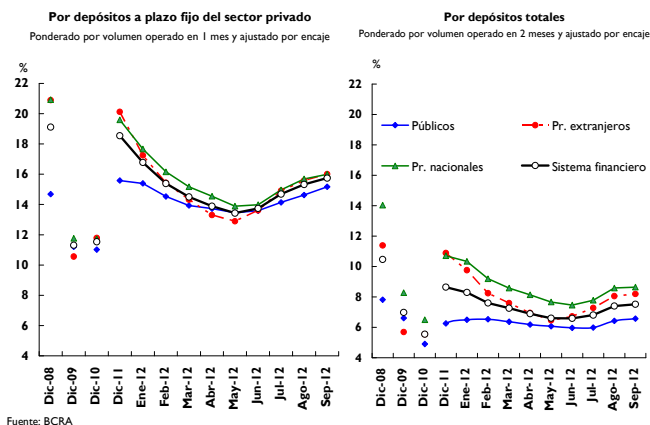 Por depósitos a plazo fijo del sector privado
Ponderado por volumen operado en 1 mes y ajustado por encaje
%
22
20
18
16
14
12
10
8
6
4
Dic-08
Dic-09
Dic-10
Dic-11
Ene-12
Feb-12
Mar-12
Abr-12
May-12
Jun-12
Jul-12
Ago-12
Sep-12
Por depósitos totales
Ponderado por volumen operado en 2 meses y ajustado por encaje
%
22
20
18
16
14
12
10
8
6
4
Públicos
Pr. extranjeros
Pr. nacionales
Sistema financiero
Dic-08
Dic-09
Dic-10
Dic-11
Ene-12
Feb-12
Mar-12
Abr-12
May-12
Jun-12
Jul-12
Ago-12
Sep-12
Fuente: BCRA